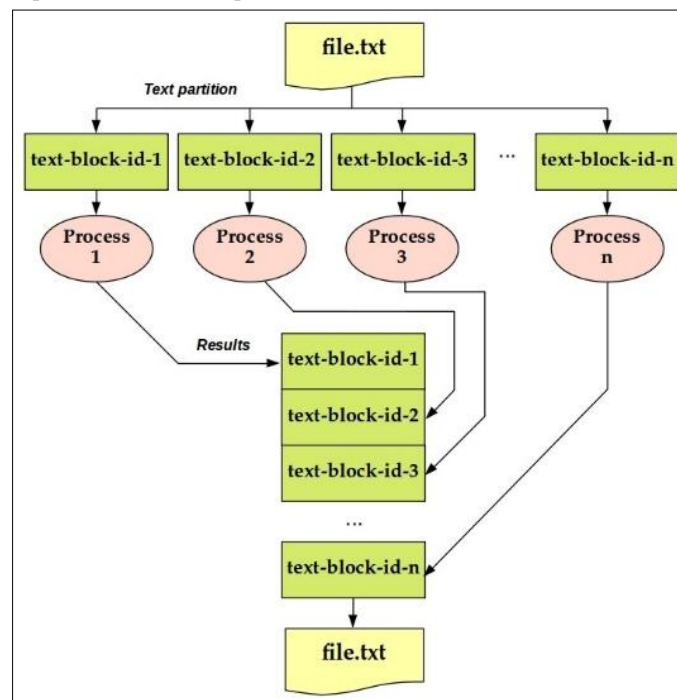 file.txt
Text partition
text-block-id-1
text-block-id-2
text-block-id-3
...
text-block-id-n
Process
1
Process
2
Process
3
Process
n
Results
text-block-id-1
text-block-id-2
text-block-id-3
...
text-block-id-n
file.txt